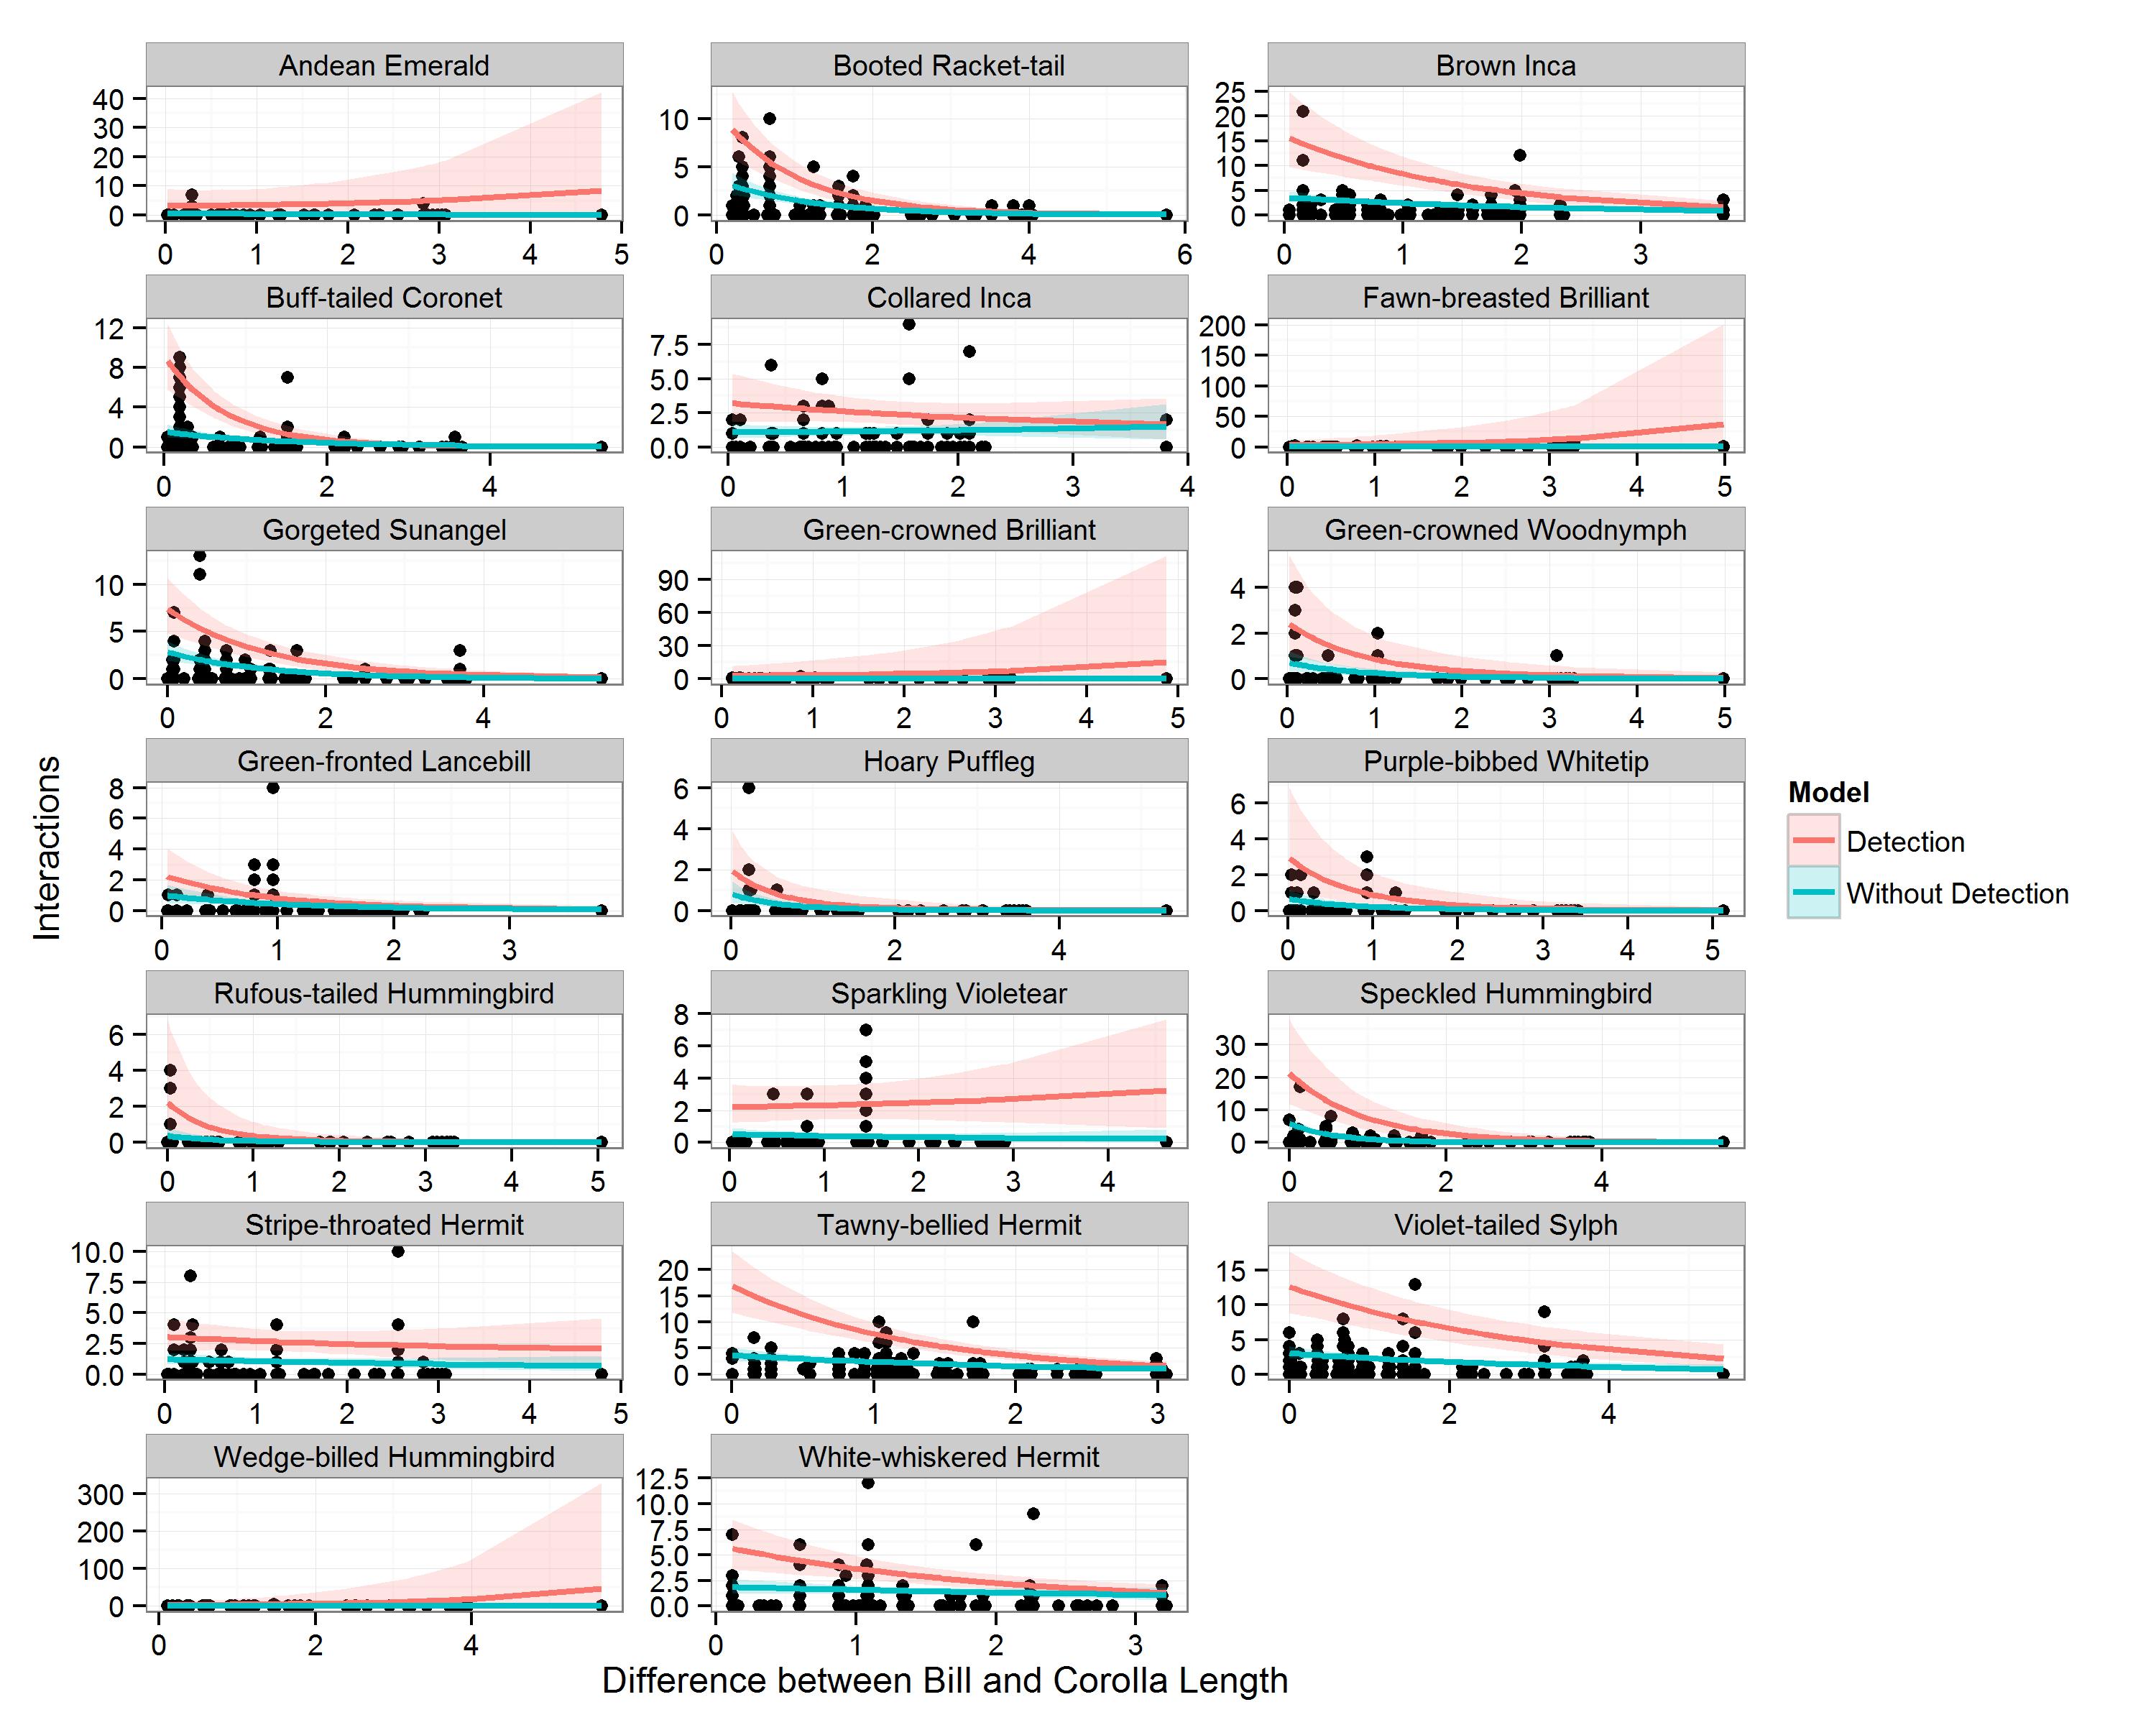 Andean Emerald
Booted Racket-tail
Brown Inca
40
30
20
10
0
10
5
0
25
20
15
10
5
0
0 1 2 3 4 5
0 2 4 6
0 1 2 3
Buff-tailed Coronet
Collared Inca
Fawn-breasted Brilliant
12
8
4
0
7.5
5.0
2.5
0.0
200
150
100
50
0
0 2 4
0 1 2 3 4
0 1 2 3 4 5
Gorgeted Sunangel
Green-crowned Brilliant
Green-crowned Woodnymph
10
5
0
90
60
30
0
4
2
0
0 2 4
0 1 2 3 4 5
0 1 2 3 4 5
Green-fronted Lancebill
Hoary Puffleg
Purple-bibbed Whitetip
8
6
4
2
0
6
4
2
0
6
4
2
0
0 1 2 3
0 2 4
0 1 2 3 4 5
Rufous-tailed Hummingbird
Sparkling Violetear
Speckled Hummingbird
6
4
2
0
8
6
4
2
0
30
20
10
0
0 1 2 3 4 5
0 1 2 3 4
0 2 4
Stripe-throated Hermit
Tawny-bellied Hermit
Violet-tailed Sylph
10.0
7.5
5.0
2.5
0.0
20
15
10
5
0
15
10
5
0
0 1 2 3 4 5
0 1 2 3
0 2 4
Wedge-billed Hummingbird
White-whiskered Hermit
300
200
100
0
12.5
10.0
7.5
5.0
2.5
0.0
0 2 4
0 1 2 3
Interactions
Difference between Bill and Corolla Length
Model
Detection
Without Detection